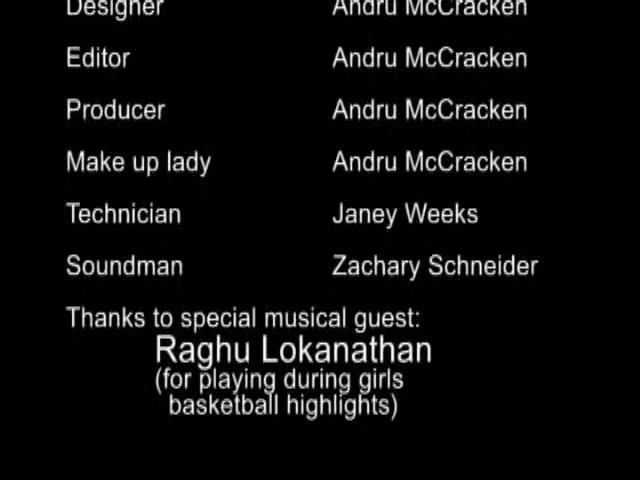 Designer Andru McCracken
Editor Andru McCracken
Producer Andru McCracken
Make up lady Andru McCracken
Technician Janey Weeks
Soundman Zachary Schneider
Thanks to special musical guest:
Raghu Lokanathan
(for playing during girls
basketball highlights)